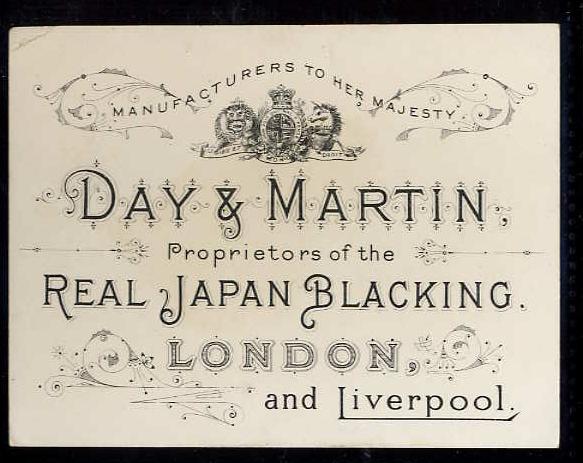 MANUFACTURERS TO HER MAJESTY.
DAY & MARTIN,
Proprietors of the
REAL JAPAN BLACKING.
LONDON,
and Liverpool.